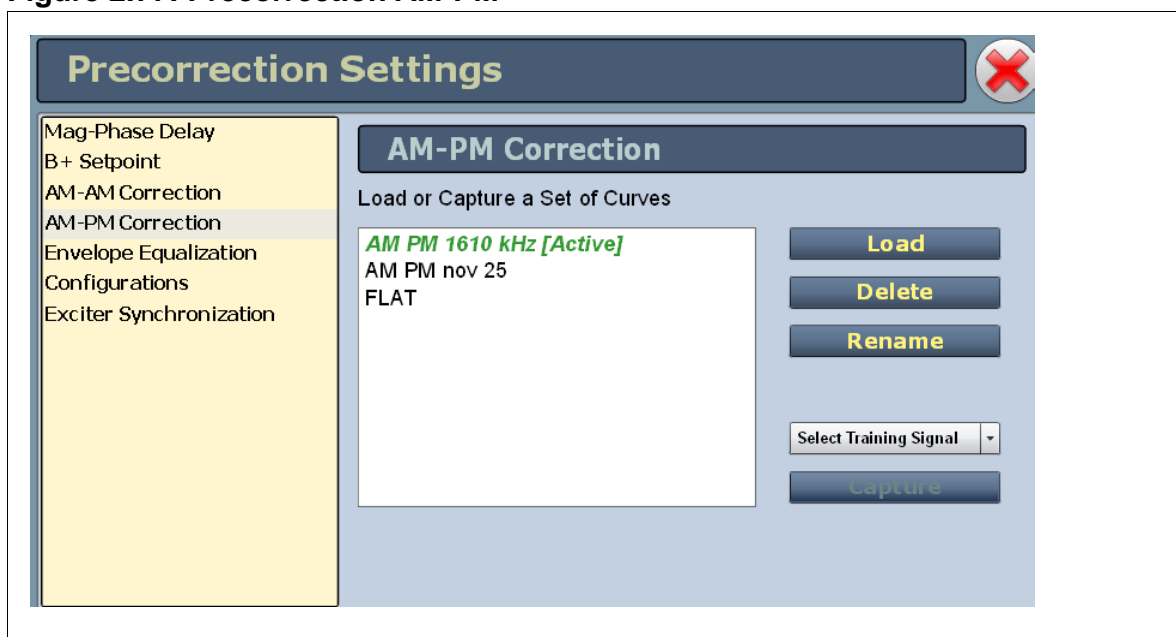 Precorrection Settings
Mag-Phase Delay
B+ Setpoint
AM-AM Correction
AM-PM Correction
Envelope Equalization
Configurations
Exciter Synchronization
AM-PM Correction
Load or Capture a Set of Curves
AM PM 1610 kHz [Active]
AM PM nov 25
FLAT
Load
Delete
Rename
Select Training Signal
Capture